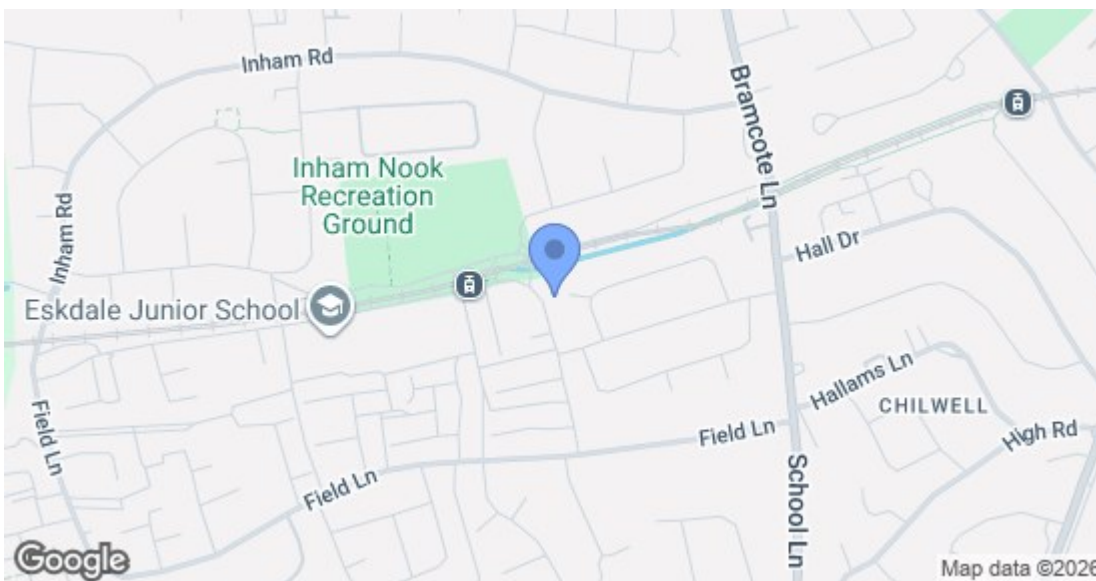 Inham Rd
Bramcote Ln
Inham Nook
Recreation
Ground
Inham Rd
Hall Dr
Eskdale Junior School
Hallams Ln
CHILWELL
High Rd
Field Ln
Field Ln
Field Ln
School Ln
Google
Map data ©2026